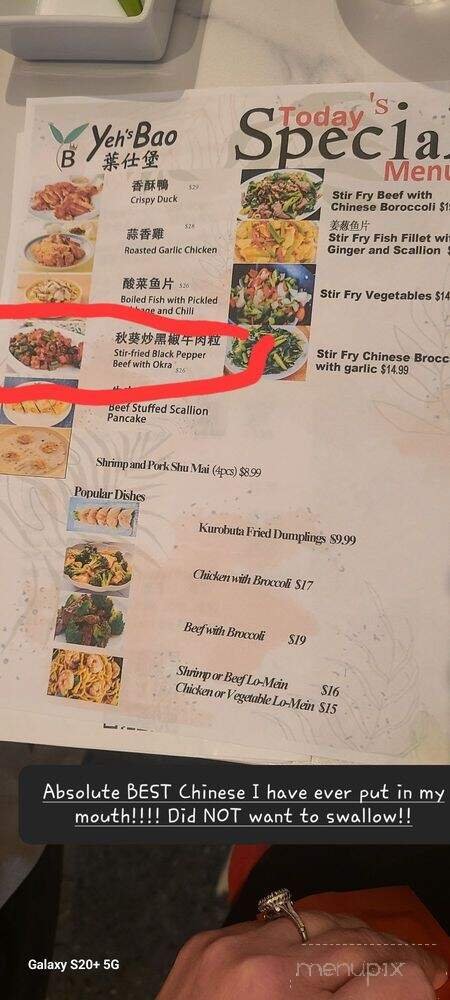 Yeh's Bao
B
葉仕堡
Today's
Special
Menu
香酥鴨 $29
Crispy Duck
蒜香雞 $28
Roasted Garlic Chicken
酸菜鱼片 $26
Boiled Fish with Pickled
and Chili
秋葵炒黑椒牛肉粒
Stir-fried Black Pepper
Beef with Okra $26
Beef Stuffed Scallion
Pancake
Shrimp and Pork Shu Mai (4pcs) $8.99
Stir Fry Beef with
Chinese Boroccoli
姜葱鱼片
Stir Fry Fish Fillet
Ginger and Scallion
Stir Fry Vegetables $14
Stir Fry Chinese Brocc
with garlic $14.99
Popular Dishes
Kurobuta Fried Dumplings $9.99
Chicken with Broccoli $17
Beef with Broccoli $19
Shrimp or Beef Lo-Mein $16
Chicken or Vegetable Lo-Mein $15
Absolute BEST Chinese I have ever put in my
mouth!!!! Did NOT want to swallow!!
Galaxy S20+ 5G
menupix